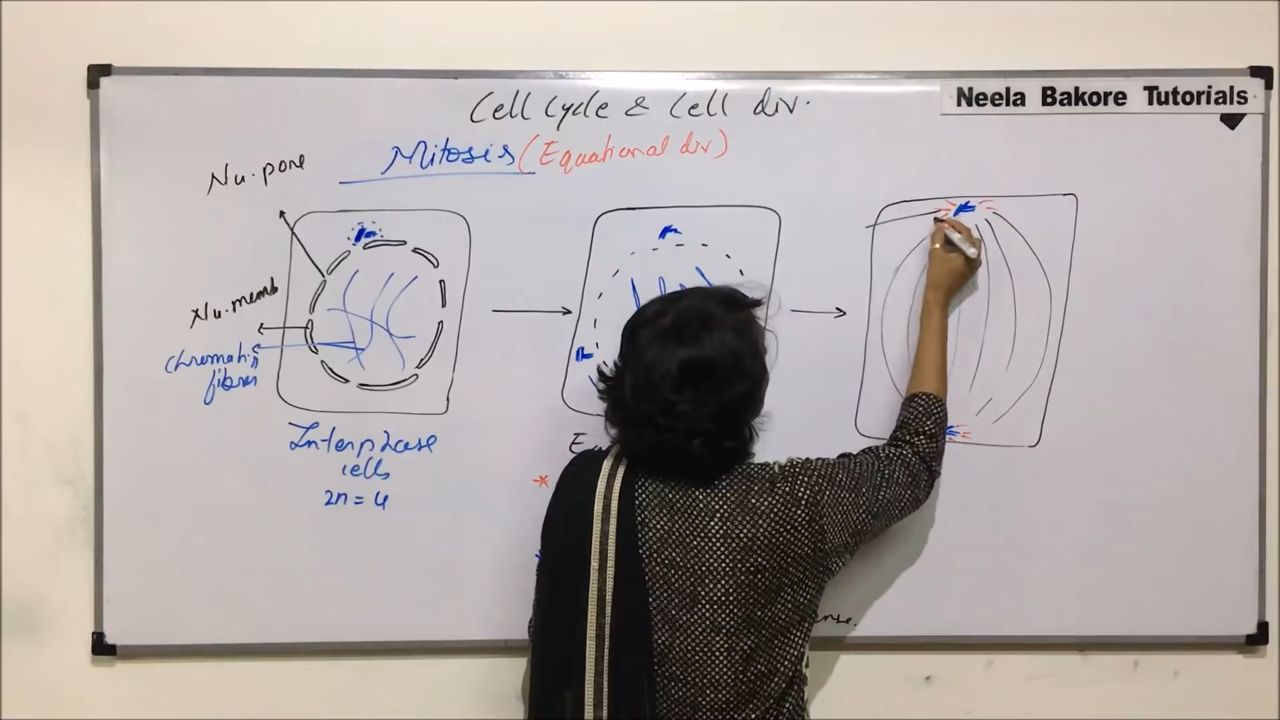 Cell cycle & Cell div.
Neela Bakore Tutorials
Mitosis (Equational div)
Nu. pore
Nu. memb
Chromatin
fibres
Interphase
cells
2n = 4
*